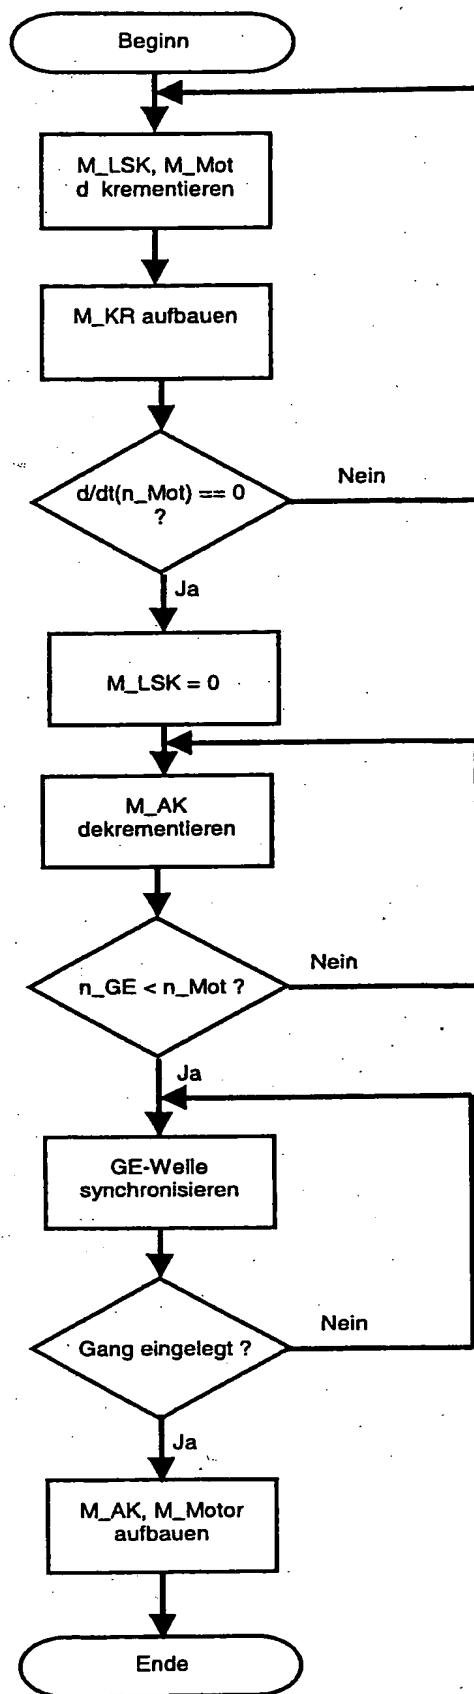 Beginn
M_LSK, M_Mot
d krementieren
M_KR aufbauen
d/dt(n_Mot) == 0
?
Nein
Ja
M_LSK = 0
M_AK
dekrementieren
n_GE < n_Mot ?
Nein
Ja
GE-Welle
synchronisieren
Gang eingelegt ?
Nein
Ja
M_AK, M_Motor
aufbauen
Ende